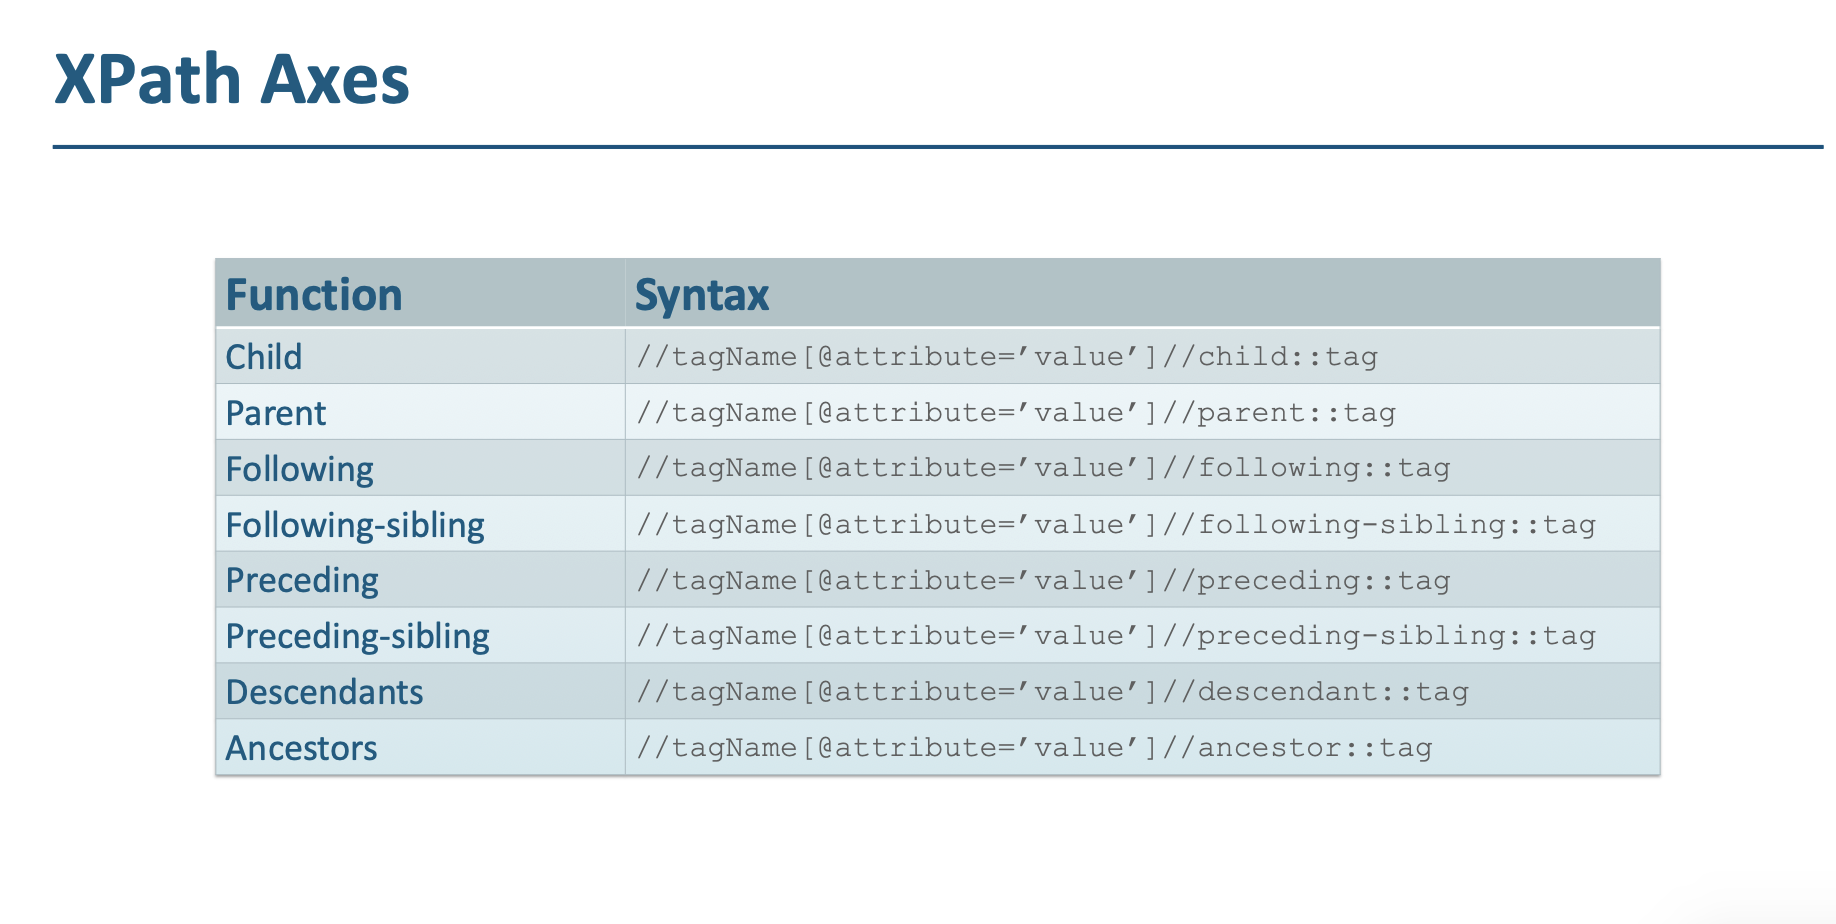 XPath Axes
Function Syntax
Child //tagName[@attribute=’value’]//child::tag
Parent //tagName[@attribute=’value’]//parent::tag
Following //tagName[@attribute=’value’]//following::tag
Following-sibling //tagName[@attribute=’value’]//following-sibling::tag
Preceding //tagName[@attribute=’value’]//preceding::tag
Preceding-sibling //tagName[@attribute=’value’]//preceding-sibling::tag
Descendants //tagName[@attribute=’value’]//descendant::tag
Ancestors //tagName[@attribute=’value’]//ancestor::tag